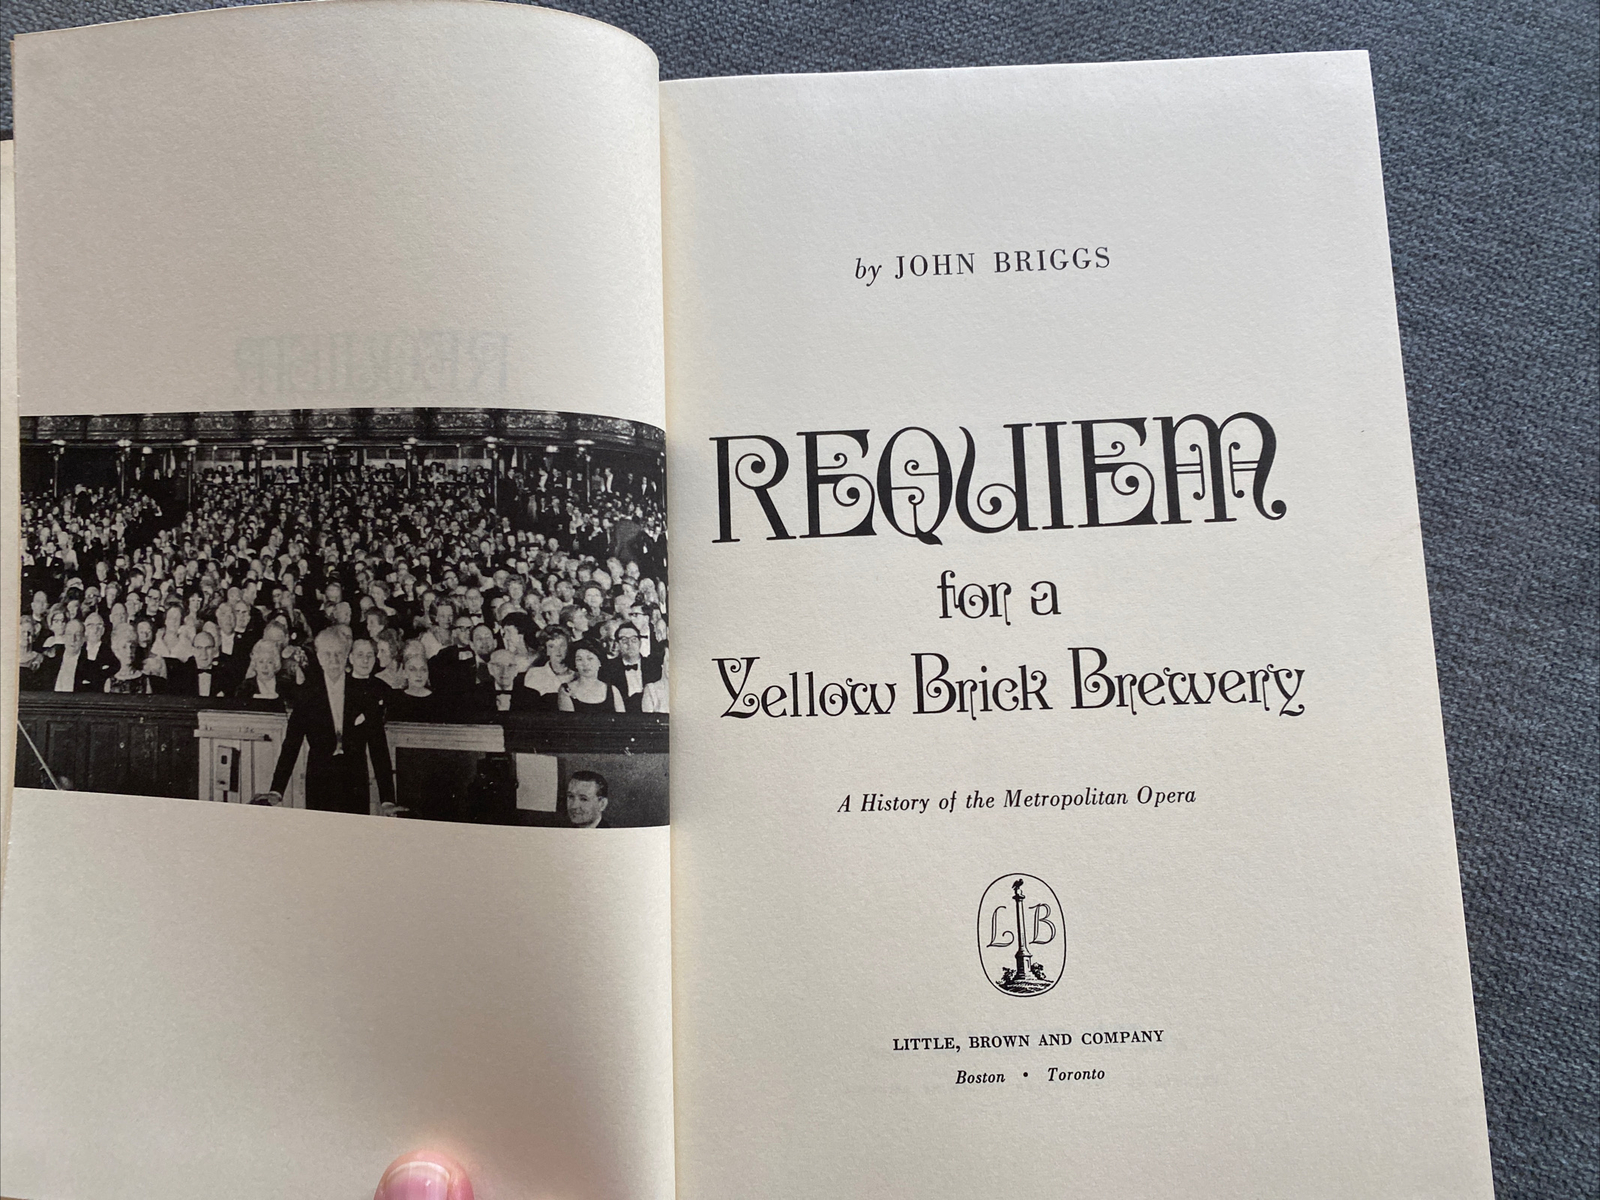 REQUIEM
by JOHN BRIGGS
REQUIEM
for a
Yellow Brick Brewery
A History of the Metropolitan Opera
L B
LITTLE, BROWN AND COMPANY
Boston • Toronto